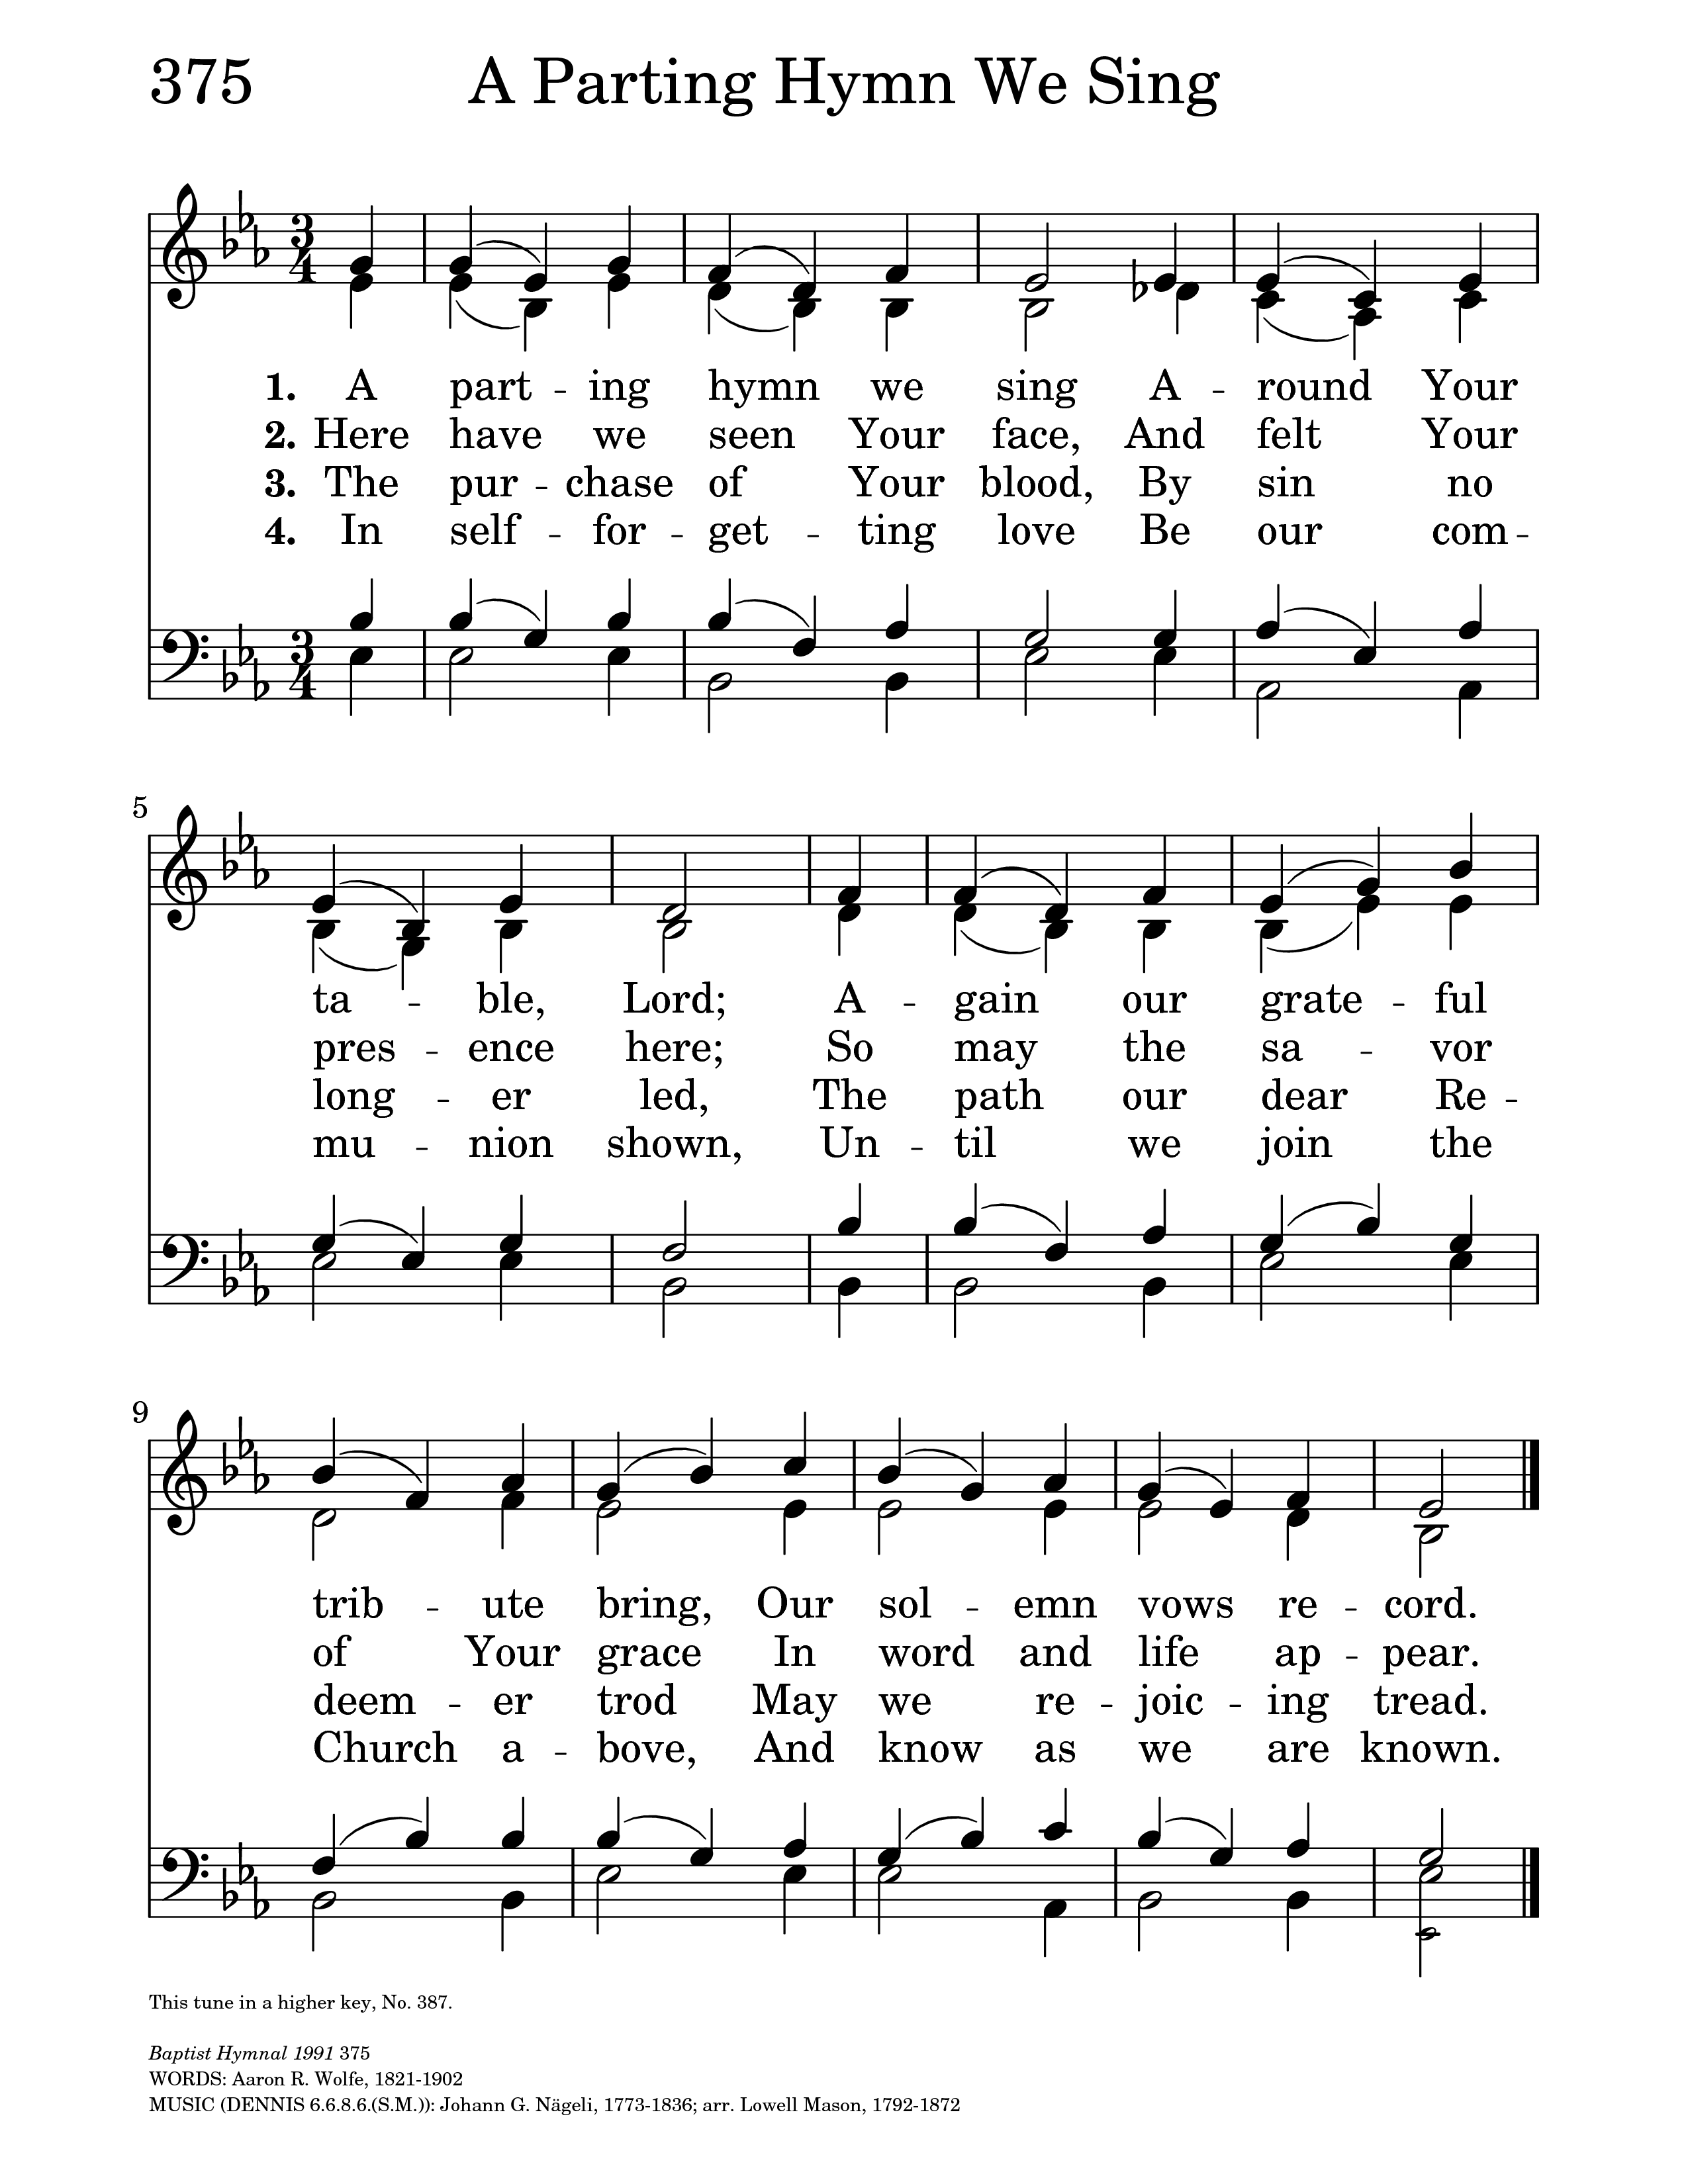 375 A Parting Hymn We Sing
3
4
1. A part - ing hymn we sing A - round Your
2. Here have we seen Your face, And felt Your
3. The pur - chase of Your blood, By sin no
4. In self - for - get - ting love Be our com -
3
4
5
ta - ble, Lord; A - gain our grate - ful
pres - ence here; So may the sa - vor
long - er led, The path our dear Re -
mu - nion shown, Un - til we join the
9
trib - ute bring, Our sol - emn vows re - cord.
of Your grace In word and life ap - pear.
deem - er trod May we re - joic - ing tread.
Church a - bove, And know as we are known.
This tune in a higher key, No. 387.
Baptist Hymnal 1991 375
WORDS: Aaron R. Wolfe, 1821-1902
MUSIC (DENNIS 6.6.8.6.(S.M.)): Johann G. Nägeli, 1773-1836; arr. Lowell Mason, 1792-1872